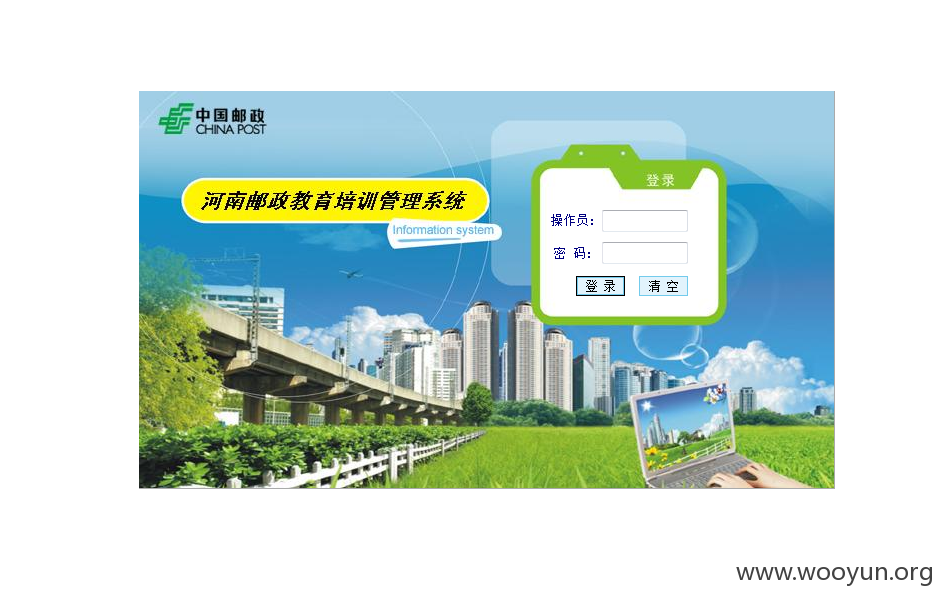 中国邮政
CHINA POST
河南邮政教育培训管理系统
Information system
登录
操作员:
密 码:
登 录
清 空
www.wooyun.org